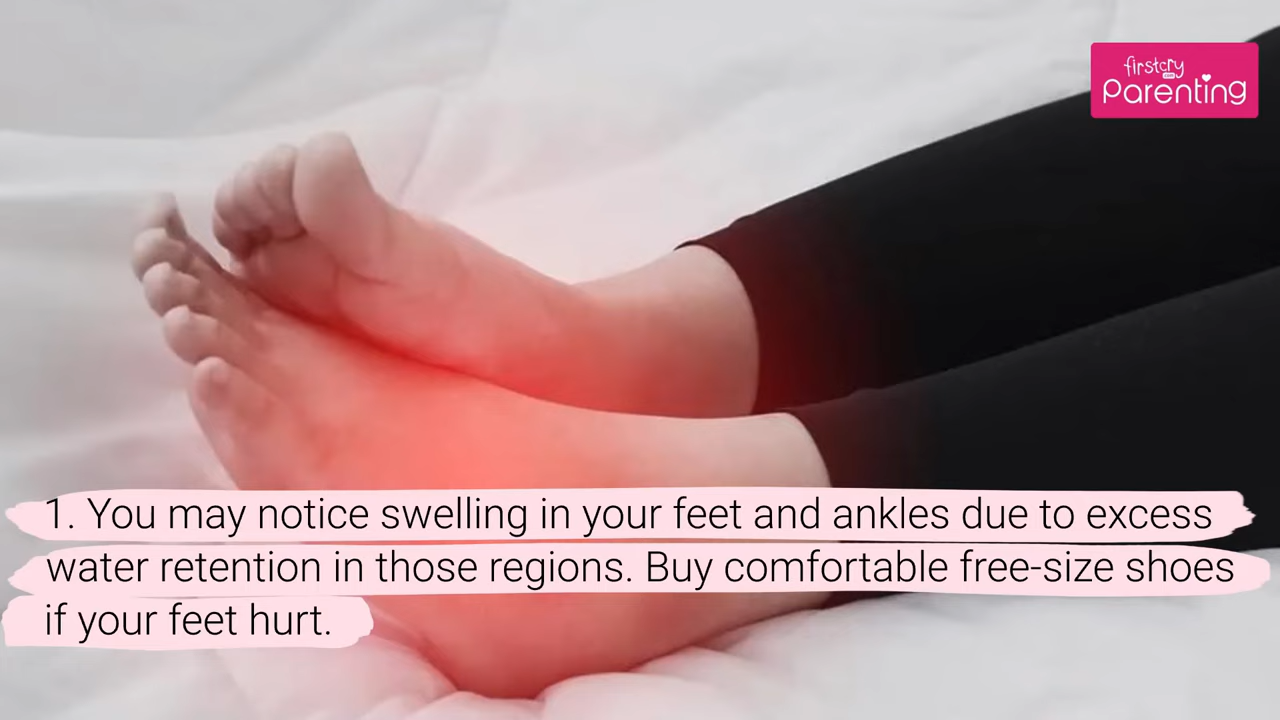 firstcry
.com
Parenting
1. You may notice swelling in your feet and ankles due to excess
water retention in those regions. Buy comfortable free-size shoes
if your feet hurt.